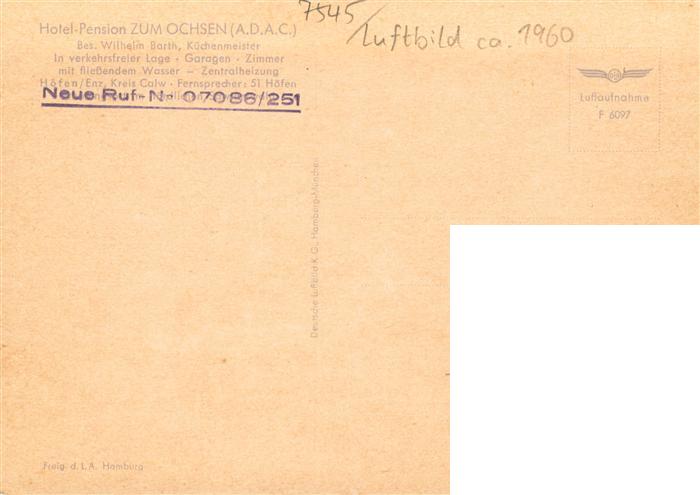 7545/
Luftbild ca. 1960
Hotel-Pension ZUM OCHSEN (A.D.A.C.)
Bes. Wilhelm Barth, Küchenmeister
In verkehrsfreier Lage · Garagen · Zimmer
mit fließendem Wasser — Zentralheizung
Höfen/Enz, Kreis Calw · Fernsprecher: 51 Höfen
Neue Ruf-Nr 07086/251
Luftaufnahme
F 6097
Deutsche Luftbild K.G., Hamburg-München
Freig. d. L.A. Hamburg